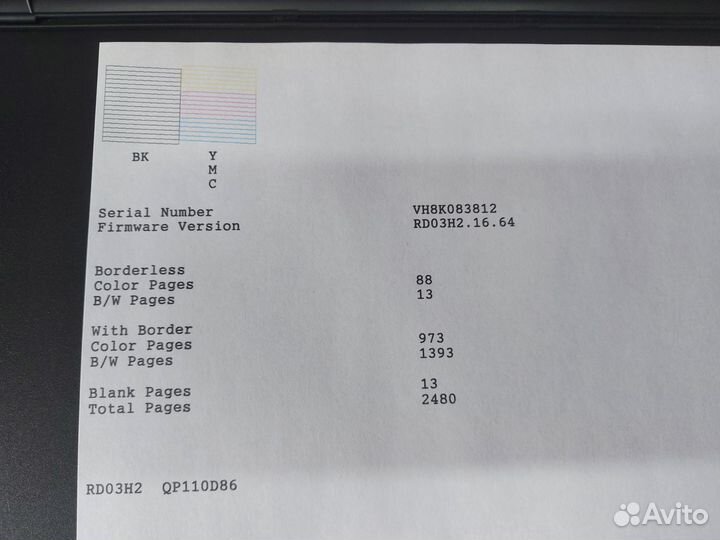 BK Y
M
C
Serial Number VH8K083812
Firmware Version RD03H2.16.64
Borderless
Color Pages 88
B/W Pages 13
With Border
Color Pages 973
B/W Pages 1393
Blank Pages 13
Total Pages 2480
RD03H2 QP110D86
Avito